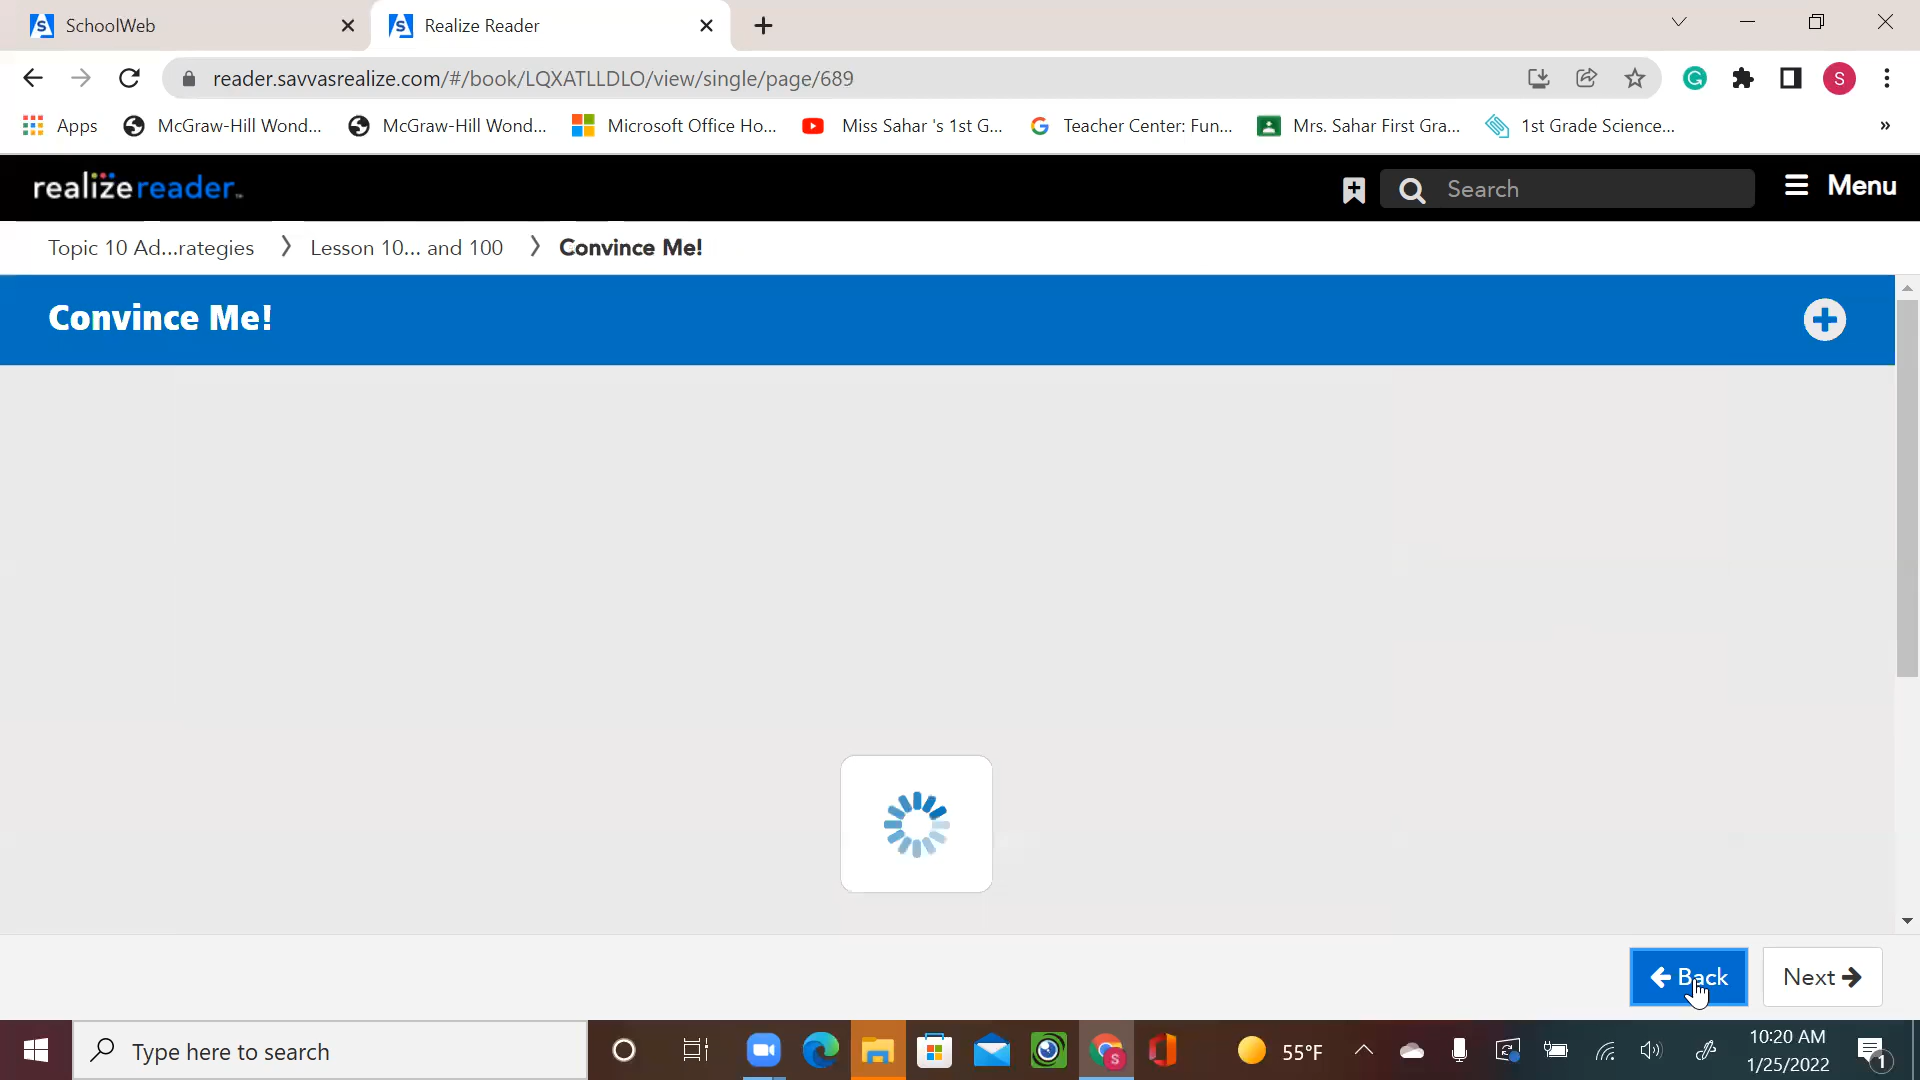 SchoolWeb
Realize Reader
reader.savvasrealize.com/#/book/LQXATLLDLO/view/single/page/689
Apps
McGraw-Hill Wond...
McGraw-Hill Wond...
Microsoft Office Ho...
Miss Sahar 's 1st G...
Teacher Center: Fun...
Mrs. Sahar First Gra...
1st Grade Science...
realizereader™
Search
Menu
Topic 10 Ad...rategies
Lesson 10... and 100
Convince Me!
Convince Me!
Back
Next
Type here to search
55°F
10:20 AM
1/25/2022
1